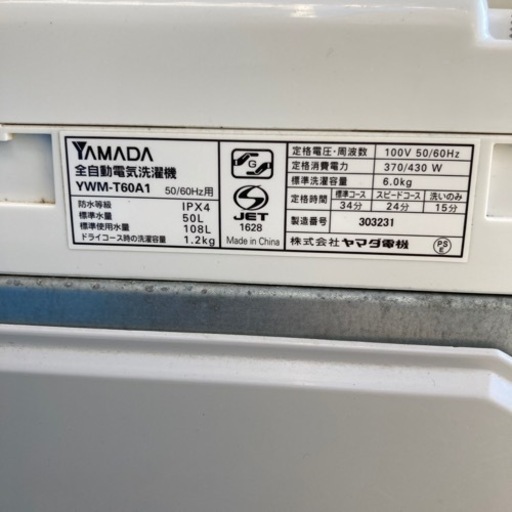 YAMADA
全自動電気洗濯機
YWM-T60A1 50/60Hz用
防水等級 IPX4
標準水量 50L
標準使用水量 108L
ドライコース時の洗濯容量 1.2kg
S
G
S
JET
1628
Made in China
定格電圧・周波数 100V 50/60Hz
定格消費電力 370/430 W
標準洗濯容量 6.0kg
定格時間 標準コース スピードコース 洗いのみ
34分 24分 15分
製造番号 303231
株式会社 ヤマダ電機
PS
E